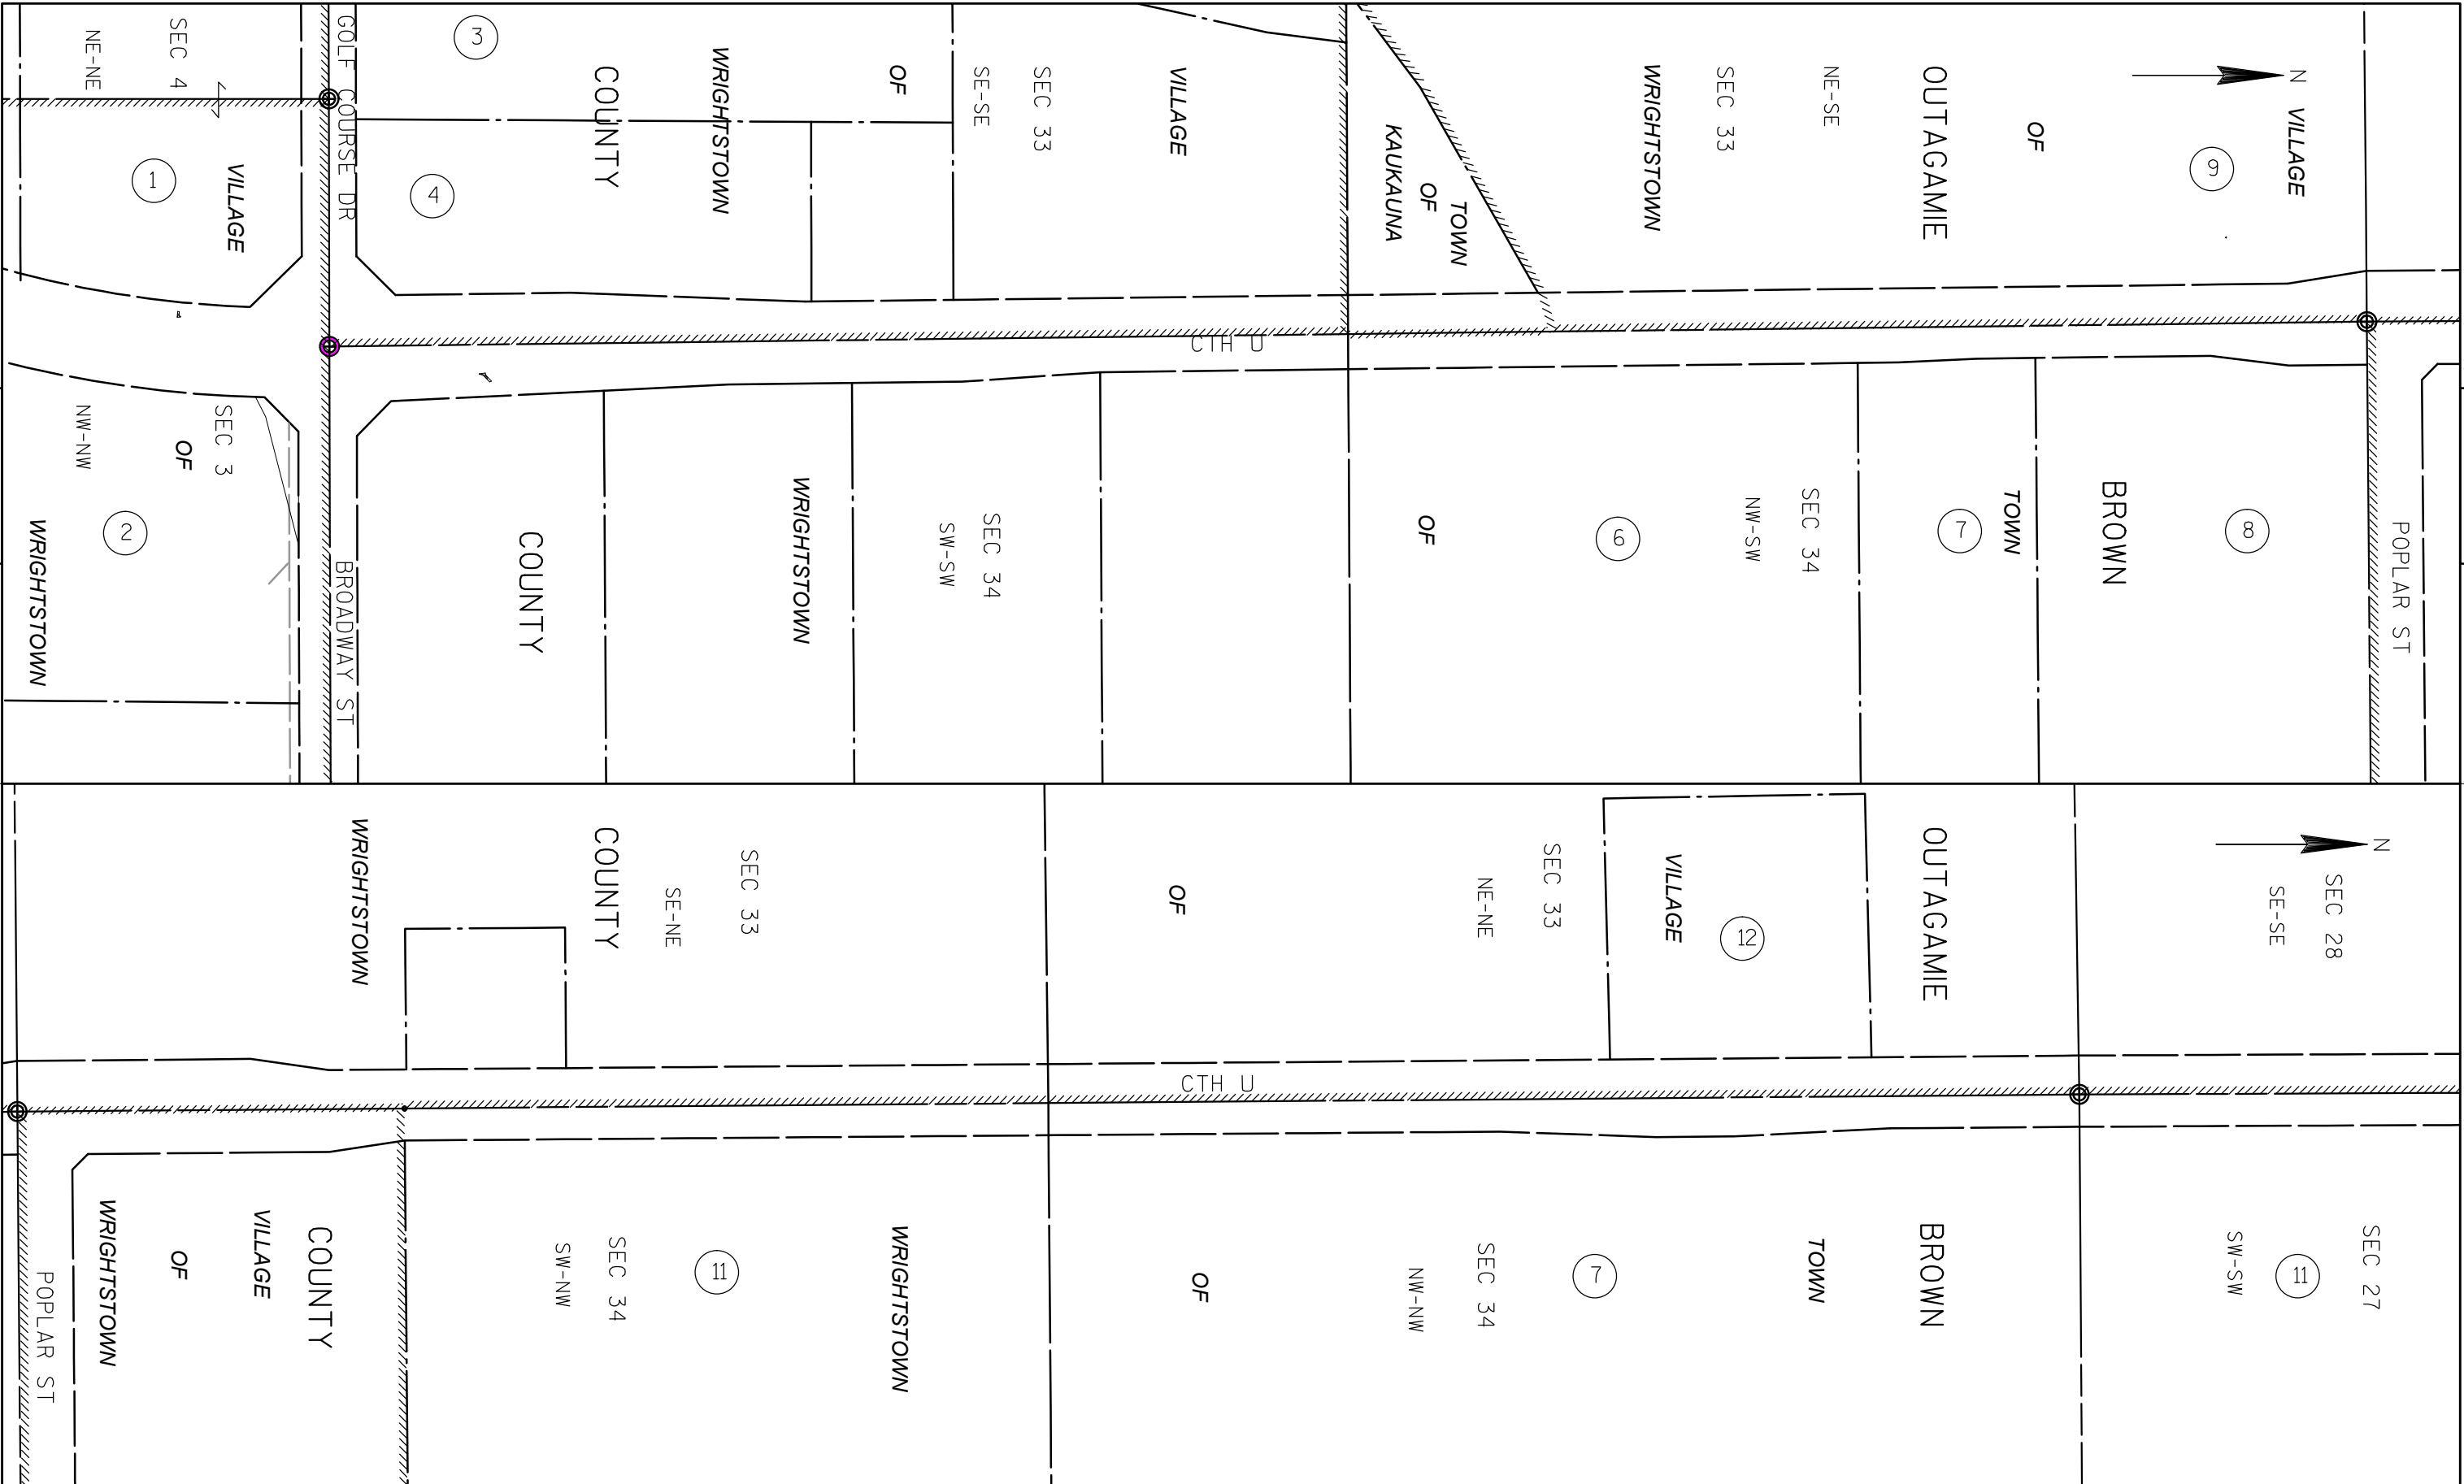 N
VILLAGE
9
OF
OUTAGAMIE
NE-SE
SEC 33
WRIGHTSTOWN
TOWN
OF
KAUKAUNA
VILLAGE
SEC 33
SE-SE
OF
WRIGHTSTOWN
COUNTY
3
4
GOLF COURSE DR
SEC 4
NE-NE
VILLAGE
1
CTH U
POPLAR ST
8
BROWN
TOWN
7
SEC 34
NW-SW
6
OF
SEC 34
SW-SW
WRIGHTSTOWN
COUNTY
BROADWAY ST
SEC 3
OF
NW-NW
2
WRIGHTSTOWN
N
SEC 28
SE-SE
OUTAGAMIE
12
VILLAGE
SEC 33
NE-NE
OF
SEC 33
SE-NE
COUNTY
WRIGHTSTOWN
CTH U
SEC 27
11
SW-SW
BROWN
TOWN
7
SEC 34
NW-NW
OF
WRIGHTSTOWN
11
SEC 34
SW-NW
COUNTY
VILLAGE
OF
WRIGHTSTOWN
POPLAR ST